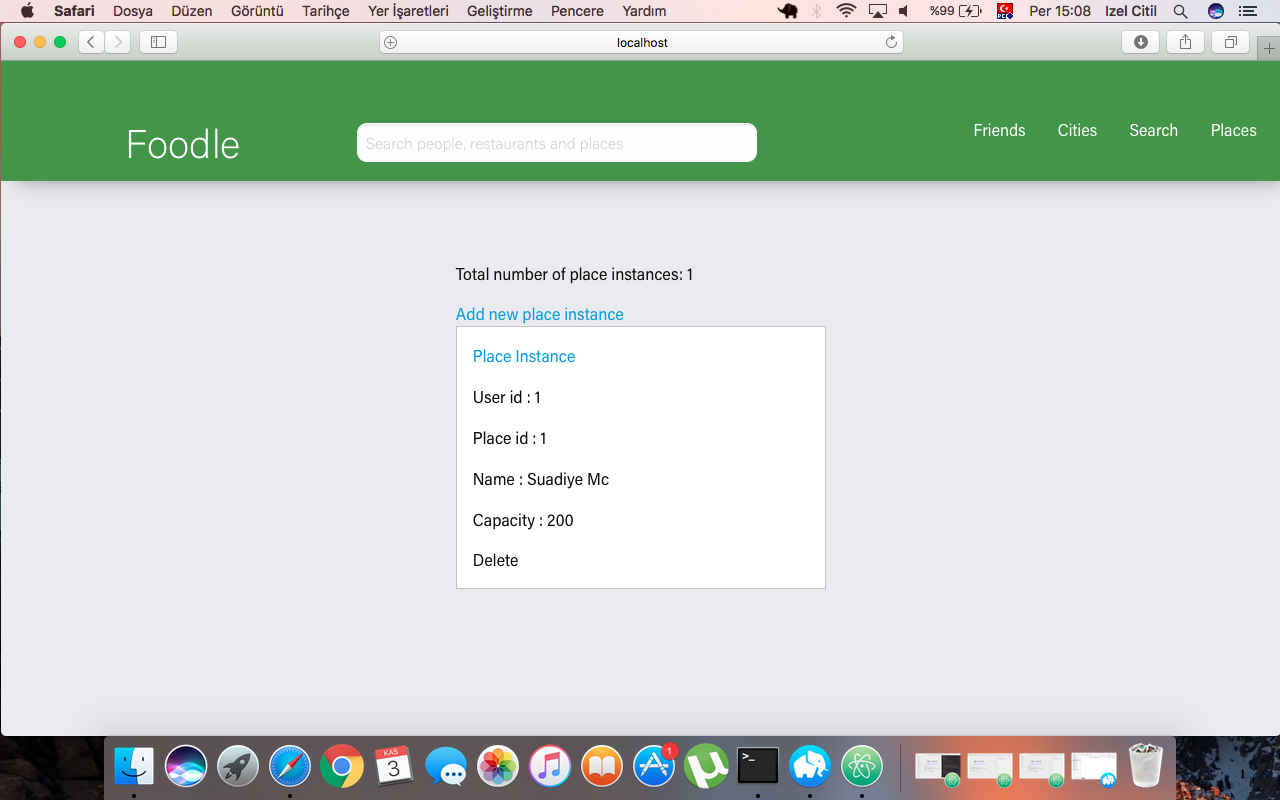 Safari Dosya Düzen Görüntü Tarihçe Yer İşaretleri Geliştirme Pencere Yardım %99 Per 15:08 Izel Citil
localhost
Foodle
Search people, restaurants and places
Friends Cities Search Places
Total number of place instances: 1
Add new place instance
Place Instance
User id : 1
Place id : 1
Name : Suadiye Mc
Capacity : 200
Delete
KAS
3
1
>_